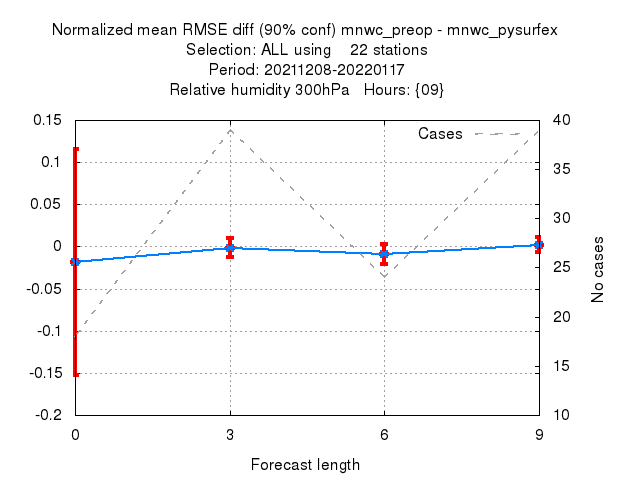 Normalized mean RMSE diff (90% conf) mnwc_preop - mnwc_pysurfex
Selection: ALL using    22 stations
Period: 20211208-20220117
Relative humidity 300hPa   Hours: {09}
Cases
0.15
0.1
0.05
0
-0.05
-0.1
-0.15
-0.2
40
35
30
25
20
15
10
No cases
0 3 6 9
Forecast length